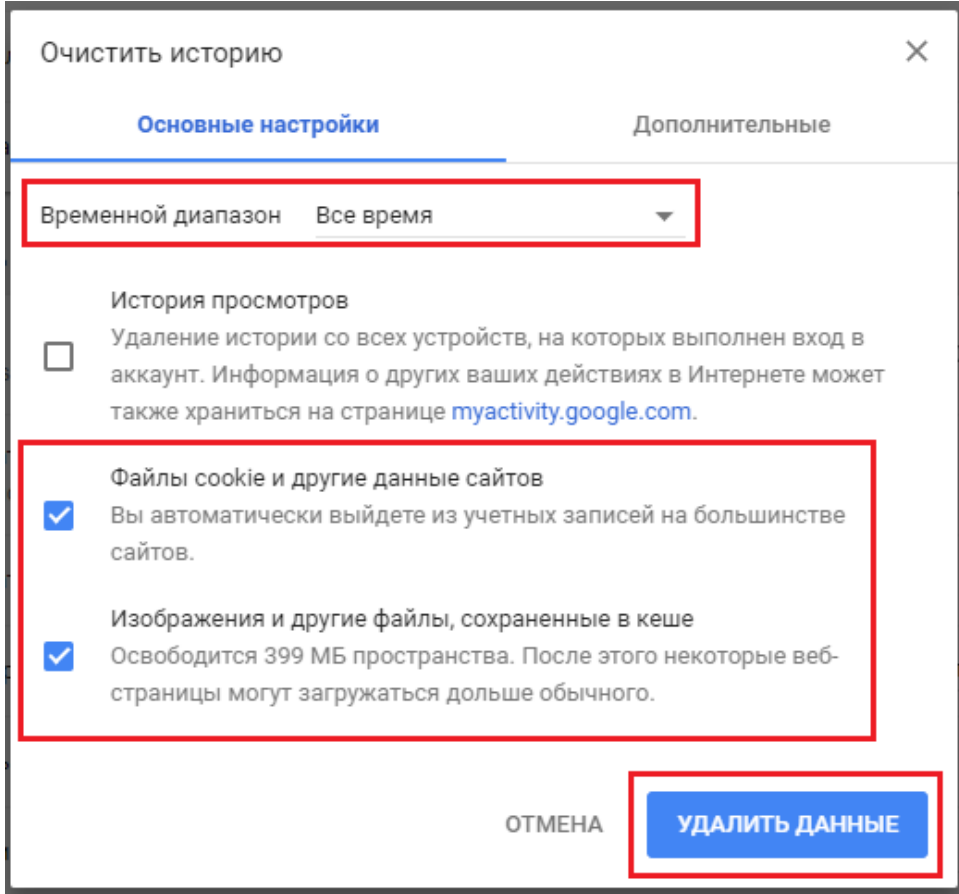 Очистить историю
Основные настройки Дополнительные
Временной диапазон Все время
История просмотров
Удаление истории со всех устройств, на которых выполнен вход в
аккаунт. Информация о других ваших действиях в Интернете может
также храниться на странице myactivity.google.com.
Файлы cookie и другие данные сайтов
Вы автоматически выйдете из учетных записей на большинстве
сайтов.
Изображения и другие файлы, сохраненные в кеше
Освободится 399 МБ пространства. После этого некоторые веб-
страницы могут загружаться дольше обычного.
ОТМЕНА УДАЛИТЬ ДАННЫЕ